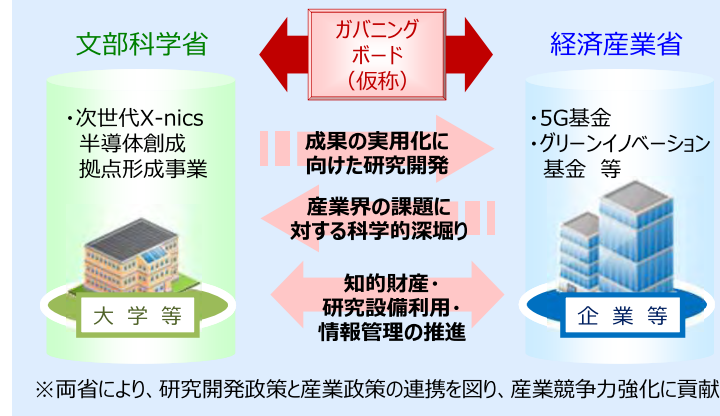 文部科学省
ガバニング
ボード
（仮称）
経済産業省
・次世代X-nics
半導体創成
拠点形成事業
・5G基金
・グリーンイノベーション
基金 等
成果の実用化に
向けた研究開発
産業界の課題に
対する科学的深堀り
知的財産・
研究設備利用・
情報管理の推進
大 学 等
企 業 等
※両省により、研究開発政策と産業政策の連携を図り、産業競争力強化に貢献